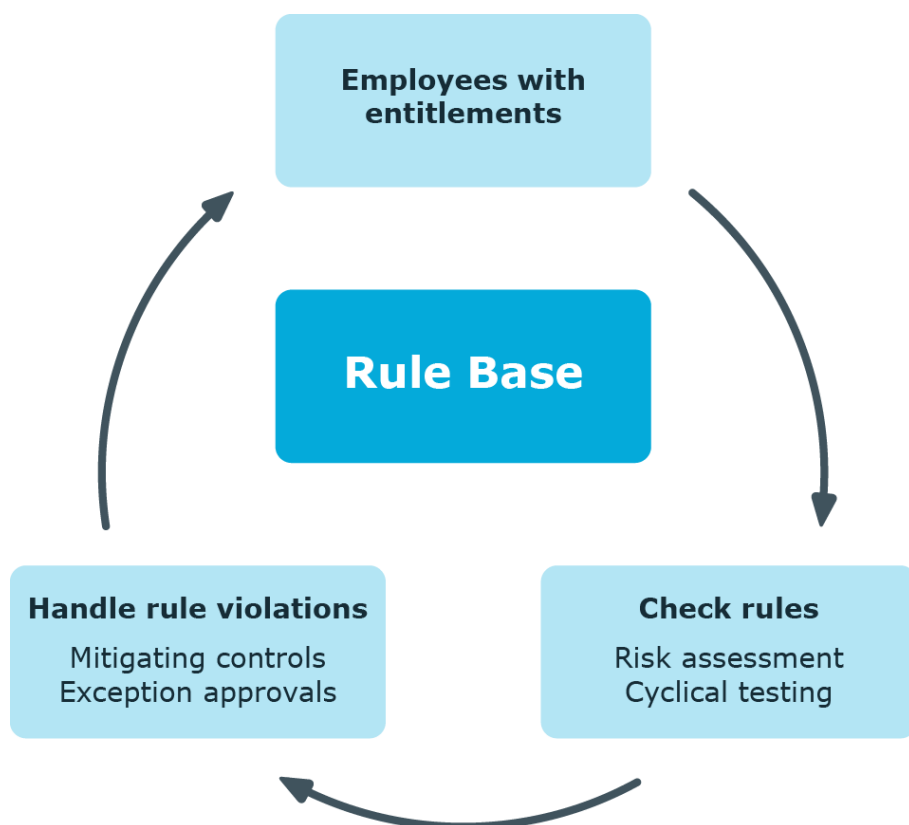 Employees with
entitlements
Rule Base
Handle rule violations
Mitigating controls
Exception approvals
Check rules
Risk assessment
Cyclical testing